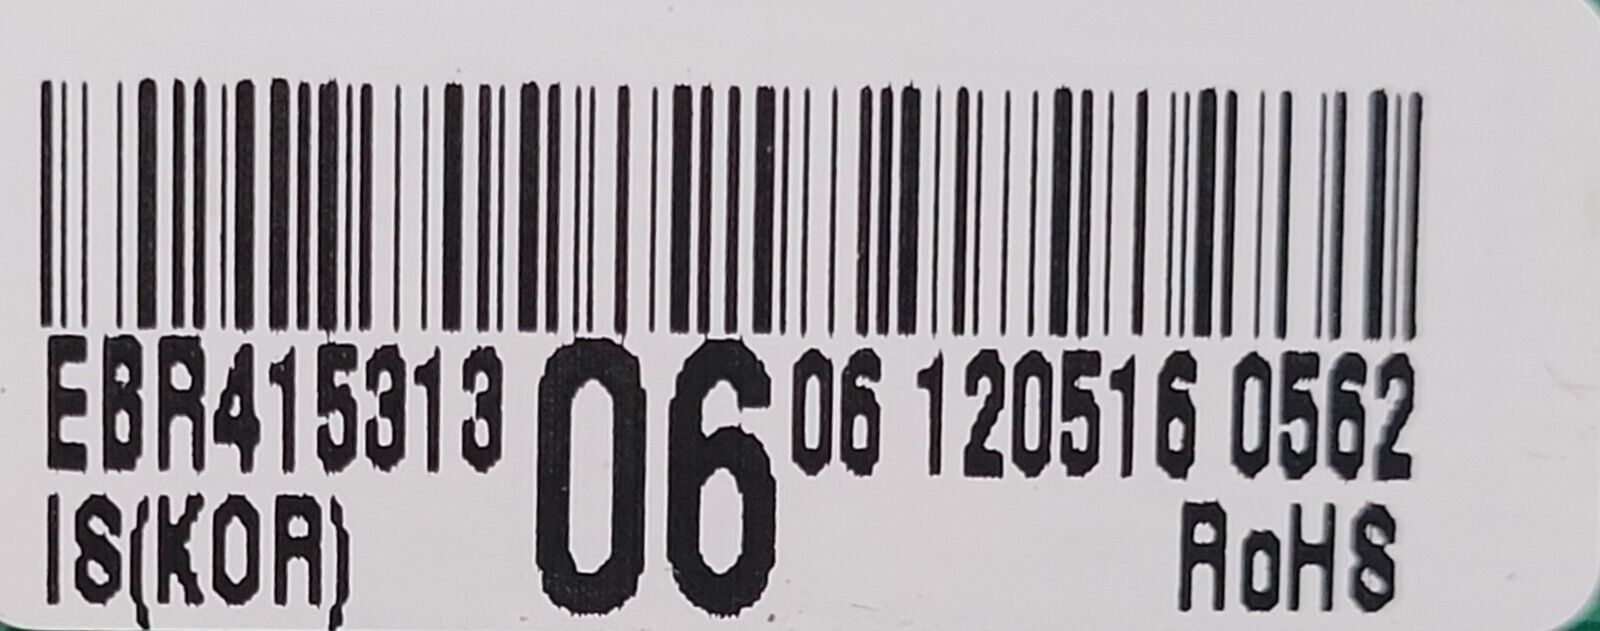 EBR415313 06 06 120516 0562
IS(KOR) RoHS